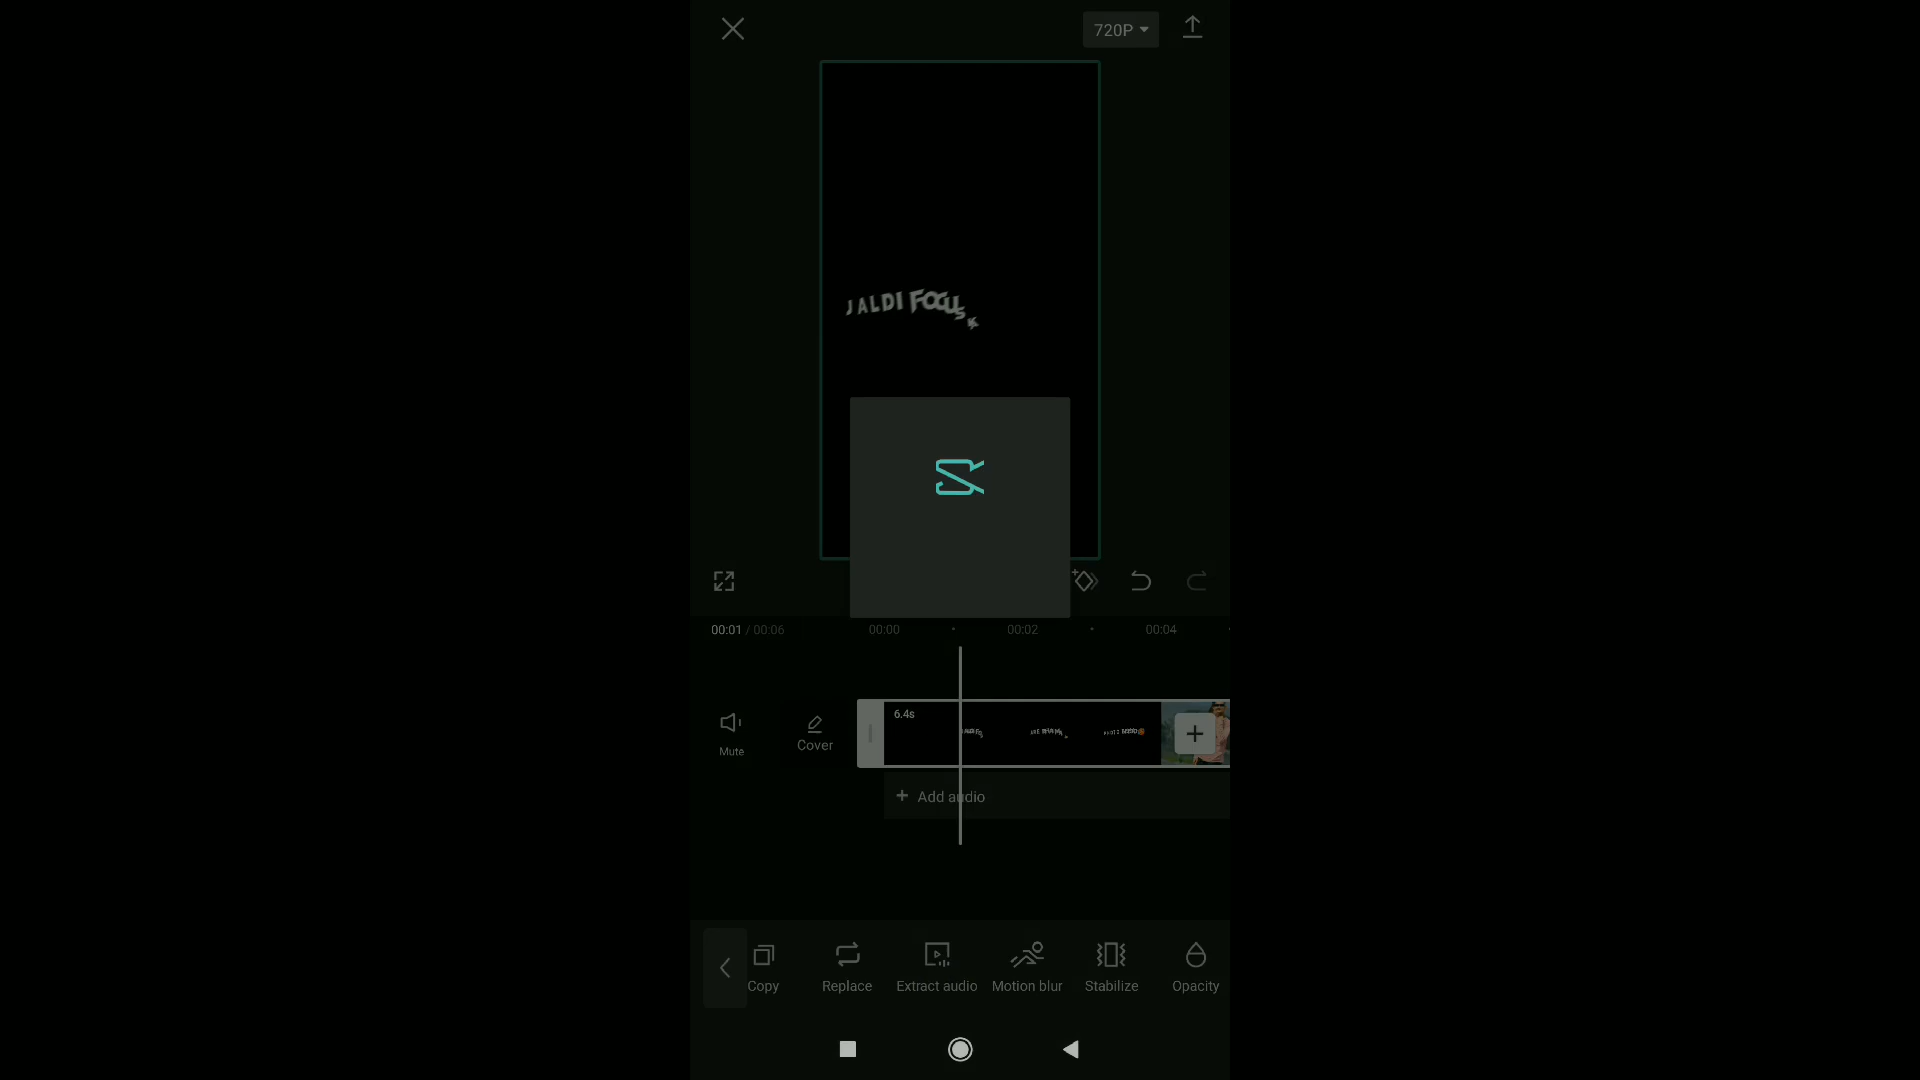 720P
JALDI FOCUS K
00:01 / 00:06 00:00 00:02 00:04
6.4s
Mute
Cover
Add audio
Copy Replace Extract audio Motion blur Stabilize Opacity